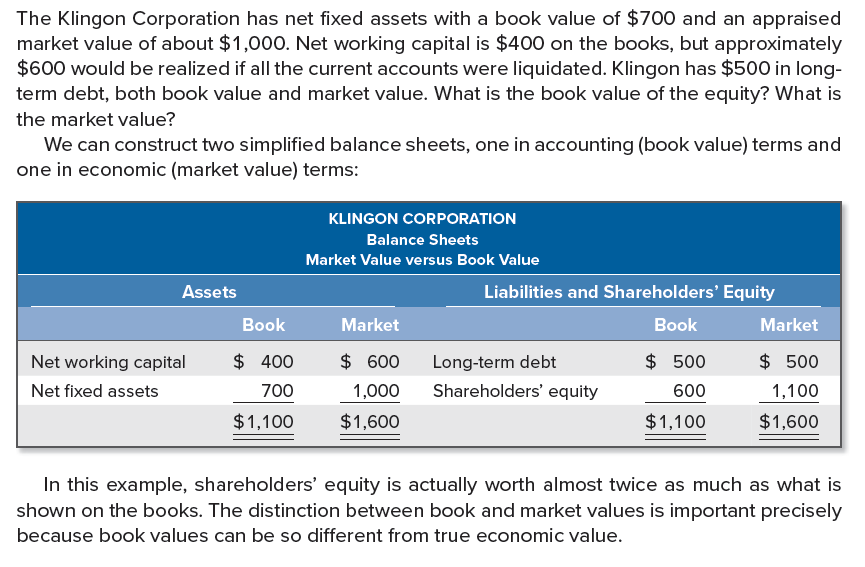 The Klingon Corporation has net fixed assets with a book value of $700 and an appraised
market value of about $1,000. Net working capital is $400 on the books, but approximately
$600 would be realized if all the current accounts were liquidated. Klingon has $500 in long-
term debt, both book value and market value. What is the book value of the equity? What is
the market value?
We can construct two simplified balance sheets, one in accounting (book value) terms and
one in economic (market value) terms:
KLINGON CORPORATION
Balance Sheets
Market Value versus Book Value
Assets Liabilities and Shareholders’ Equity
Book Market Book Market
Net working capital $ 400 $ 600 Long-term debt $ 500 $ 500
Net fixed assets 700 1,000 Shareholders’ equity 600 1,100
$1,100 $1,600 $1,100 $1,600
In this example, shareholders’ equity is actually worth almost twice as much as what is
shown on the books. The distinction between book and market values is important precisely
because book values can be so different from true economic value.